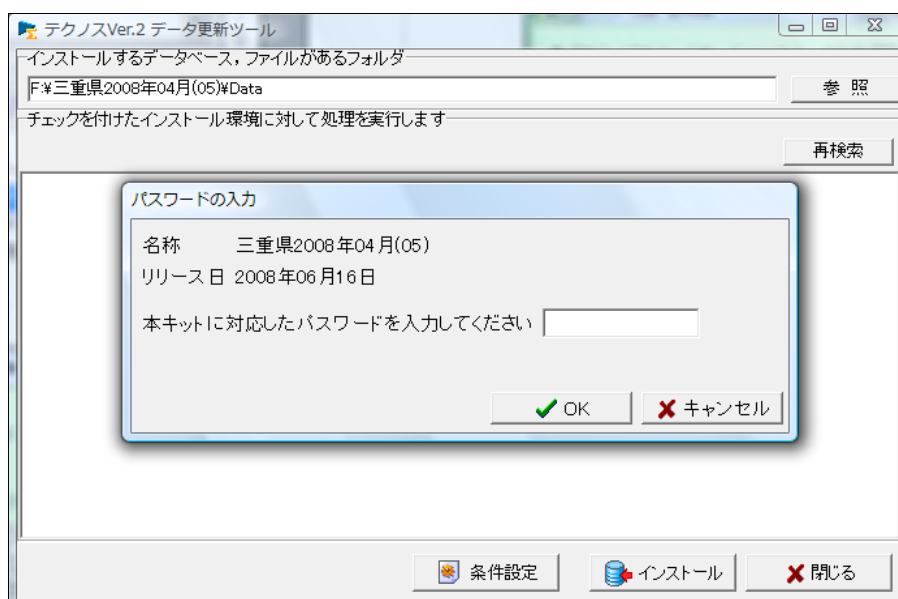 テクノスVer.2 データ更新ツール
インストールするデータベース，ファイルがあるフォルダ
F:¥三重県2008年04月(05)¥Data
参 照
チェックを付けたインストール環境に対して処理を実行します
再検索
パスワードの入力
名称 三重県2008年04月(05)
リリース日 2008年06月16日
本キットに対応したパスワードを入力してください
OK
キャンセル
条件設定
インストール
閉じる